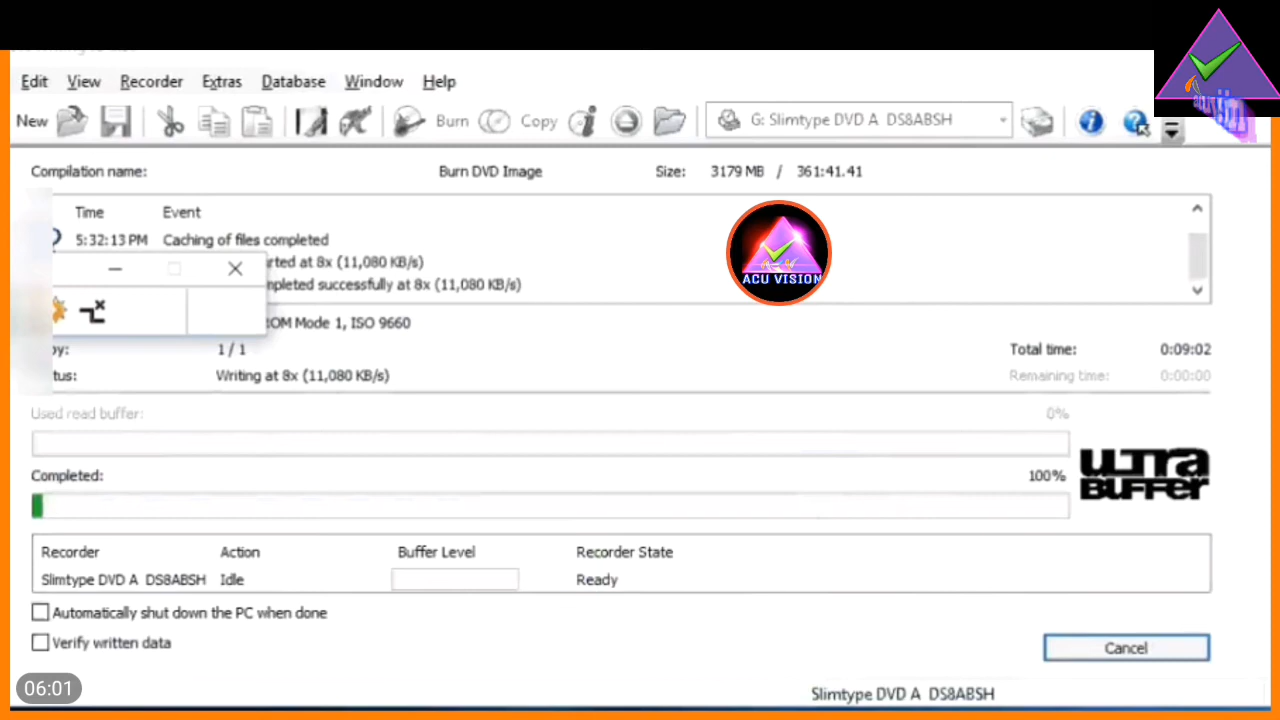 Edit View Recorder Extras Database Window Help
New Burn Copy G: Slimtype DVD A DS8ABSH
Compilation name: Burn DVD Image Size: 3179 MB / 361:41.41
Time Event
5:32:13 PM Caching of files completed
rted at 8x (11,080 KB/s)
mpleted successfully at 8x (11,080 KB/s)
ACU VISION
OM Mode 1, ISO 9660
py: 1 / 1 Total time: 0:09:02
tus: Writing at 8x (11,080 KB/s) Remaining time: 0:00:00
Used read buffer: 0%
Completed: 100%
ULTRA
BUFFER
Recorder Action Buffer Level Recorder State
Slimtype DVD A DS8ABSH Idle Ready
Automatically shut down the PC when done
Verify written data
Cancel
06:01
Slimtype DVD A DS8ABSH